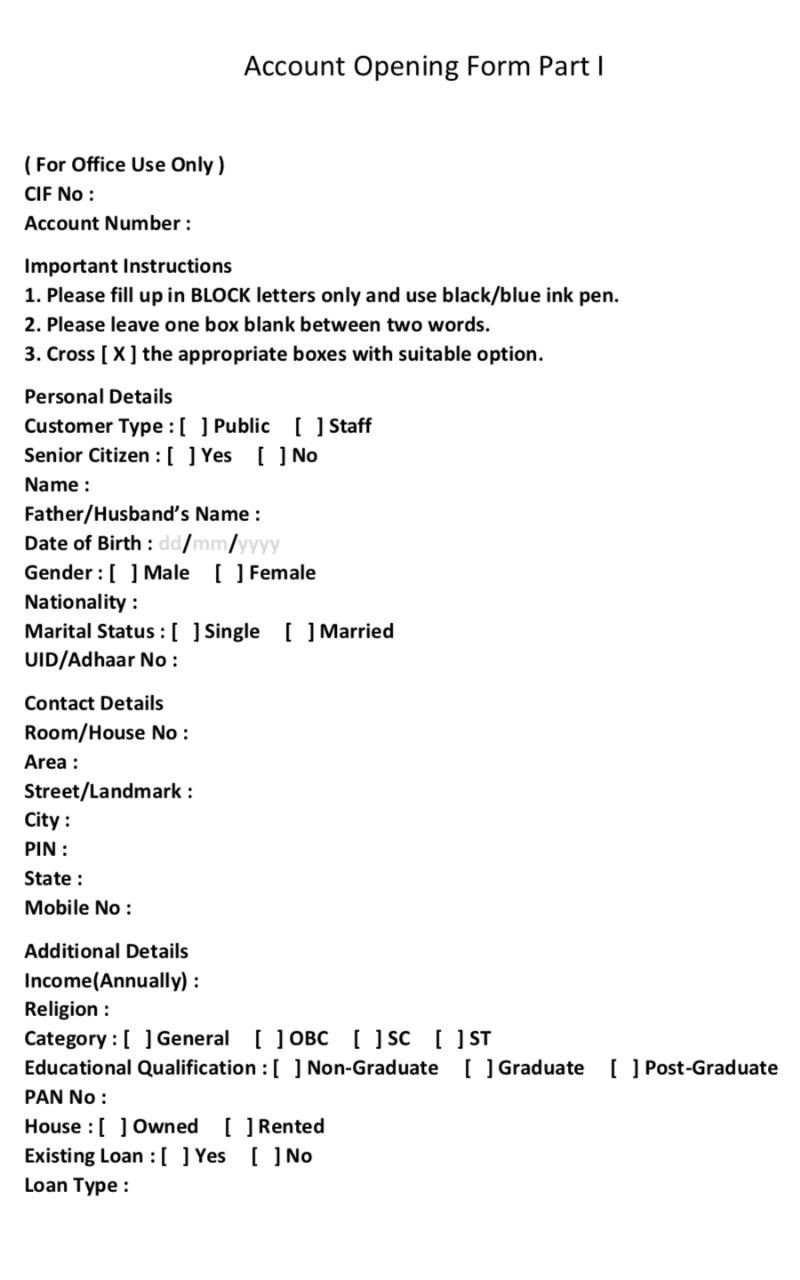 Account Opening Form Part I
( For Office Use Only )
CIF No :
Account Number :
Important Instructions
1. Please fill up in BLOCK letters only and use black/blue ink pen.
2. Please leave one box blank between two words.
3. Cross [ X ] the appropriate boxes with suitable option.
Personal Details
Customer Type : [ ] Public [ ] Staff
Senior Citizen : [ ] Yes [ ] No
Name :
Father/Husband’s Name :
Date of Birth : dd/mm/yyyy
Gender : [ ] Male [ ] Female
Nationality :
Marital Status : [ ] Single [ ] Married
UID/Adhaar No :
Contact Details
Room/House No :
Area :
Street/Landmark :
City :
PIN :
State :
Mobile No :
Additional Details
Income(Annually) :
Religion :
Category : [ ] General [ ] OBC [ ] SC [ ] ST
Educational Qualification : [ ] Non-Graduate [ ] Graduate [ ] Post-Graduate
PAN No :
House : [ ] Owned [ ] Rented
Existing Loan : [ ] Yes [ ] No
Loan Type :